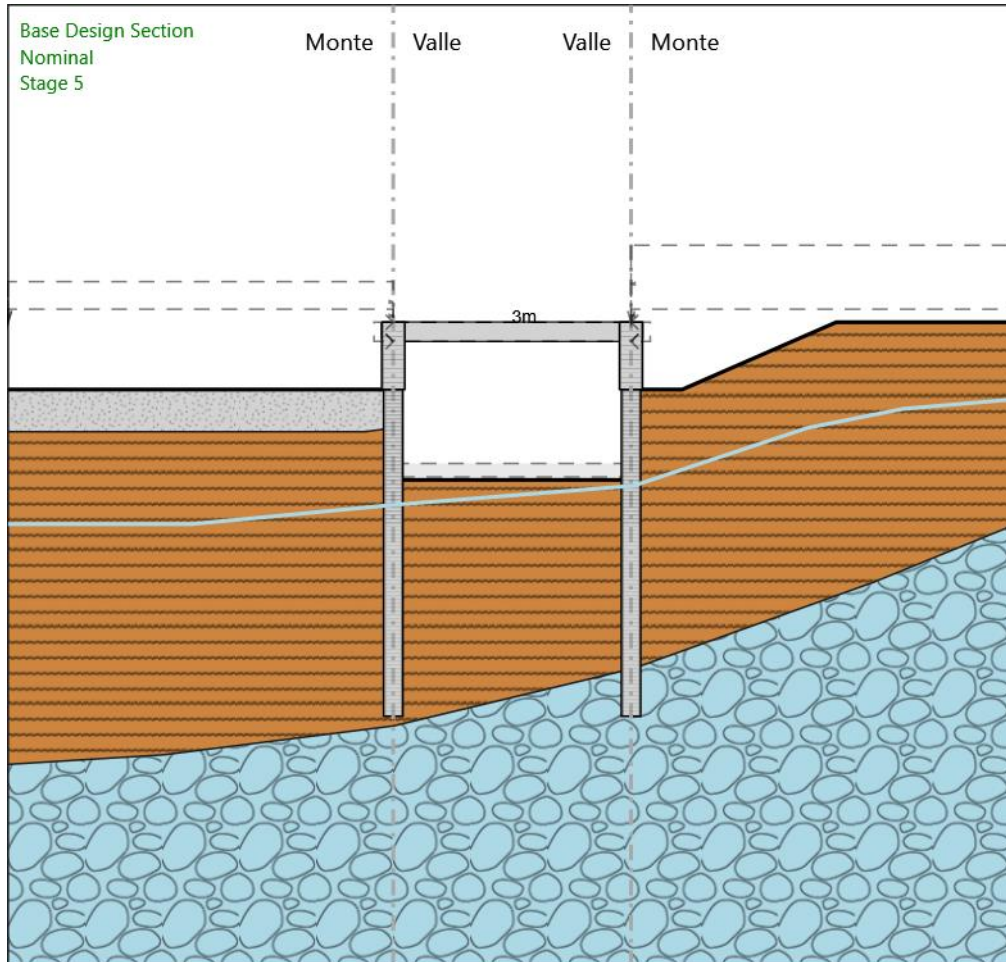 Base Design Section
Nominal
Stage 5
Monte Valle Valle Monte
3m